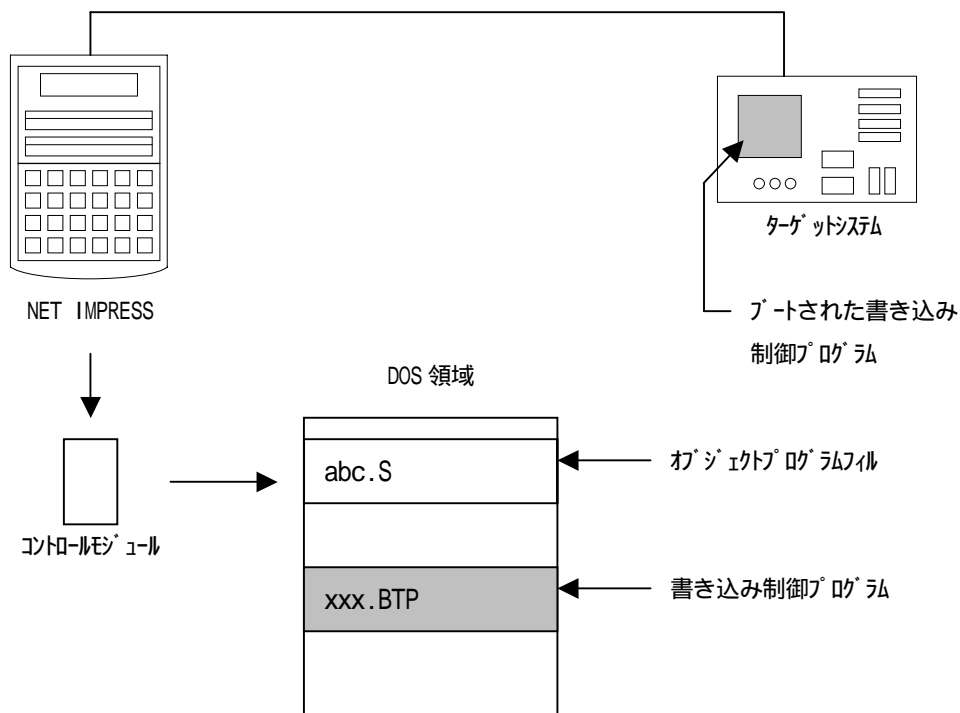 ﾀｰｹﾞｯﾄｼｽﾃﾑ
NET IMPRESS
ﾌﾞｰﾄされた書き込み
制御ﾌﾟﾛｸﾞﾗﾑ
DOS 領域
abc.S
ｵﾌﾞｼﾞｪｸﾄﾌﾟﾛｸﾞﾗﾑﾌｨﾙ
ｺﾝﾄﾛｰﾙﾓｼﾞｭｰﾙ
xxx.BTP
書き込み制御ﾌﾟﾛｸﾞﾗﾑ